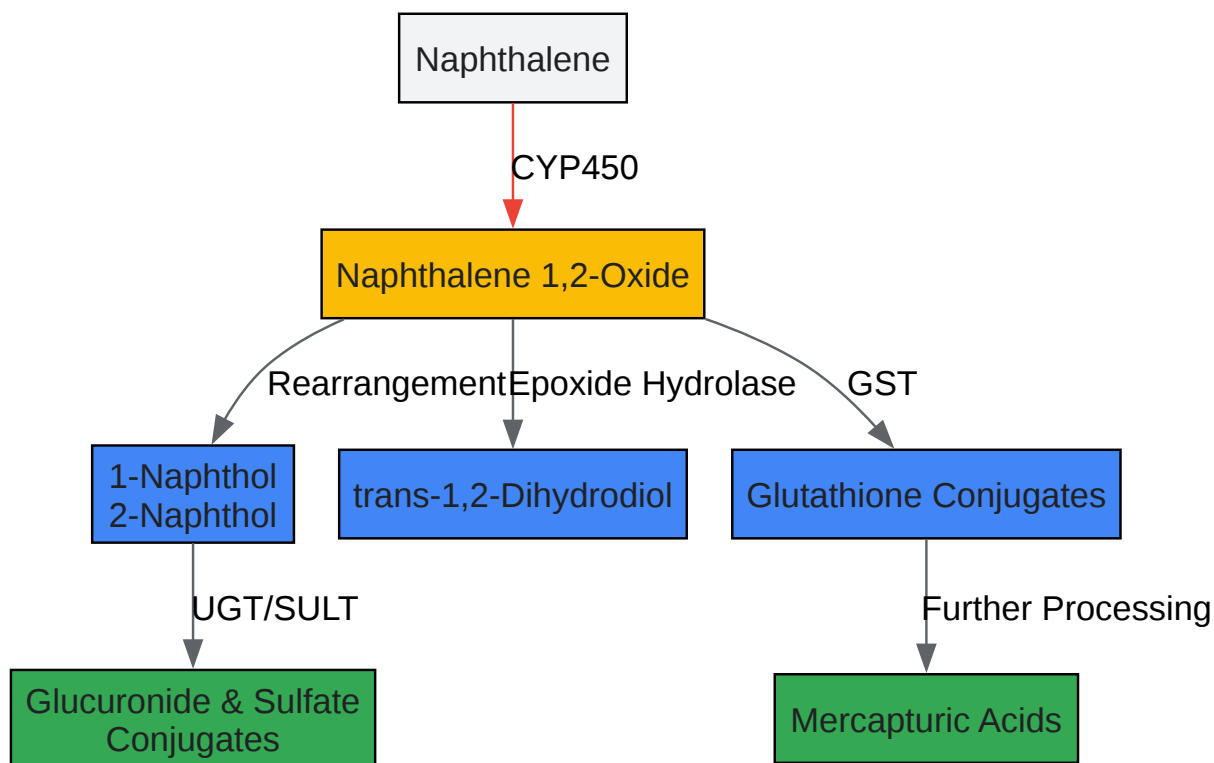 Naphthalene
CYP450
Naphthalene 1,2-Oxide
Rearrangement
Epoxide Hydrolase
GST
1-Naphthol
2-Naphthol
trans-1,2-Dihydrodiol
Glutathione Conjugates
UGT/SULT
Further Processing
Glucuronide & Sulfate
Conjugates
Mercapturic Acids